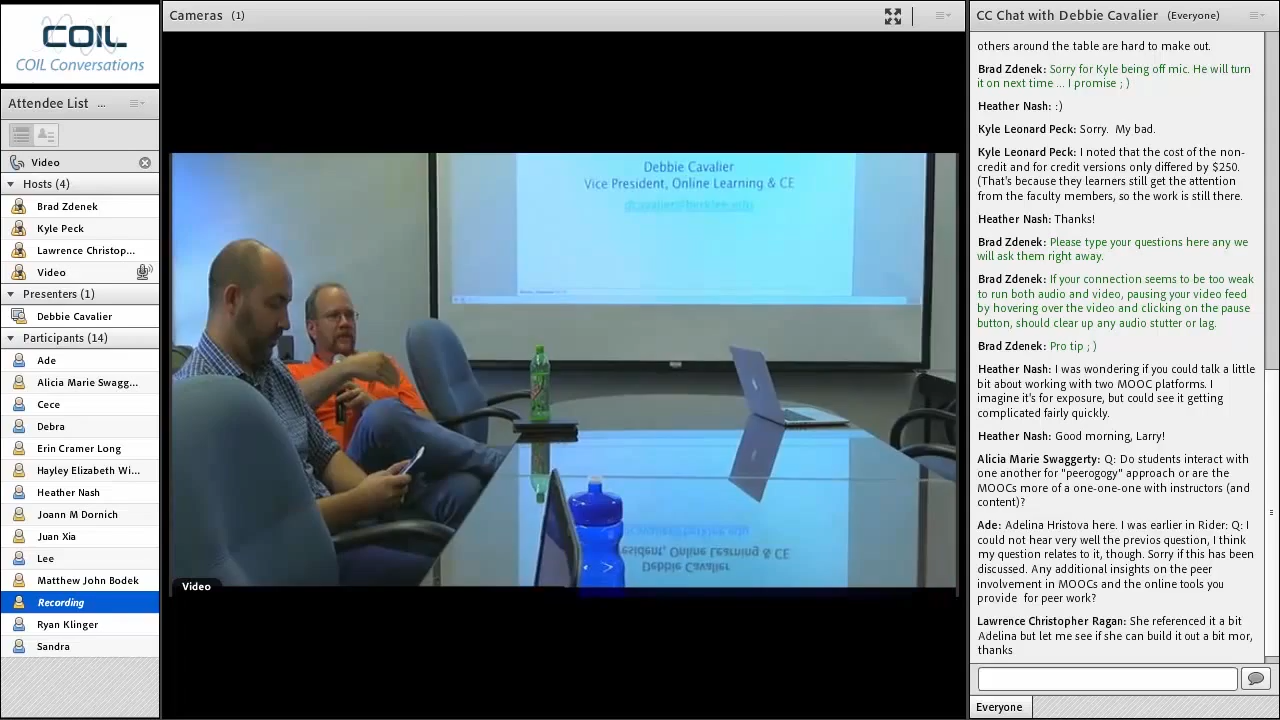 COIL
COIL Conversations
Attendee List ...
Video
Hosts (4)
Brad Zdenek
Kyle Peck
Lawrence Christop...
Video
Presenters (1)
Debbie Cavalier
Participants (14)
Ade
Alicia Marie Swagg...
Cece
Debra
Erin Cramer Long
Hayley Elizabeth Wi...
Heather Nash
Joann M Dornich
Juan Xia
Lee
Matthew John Bodek
Recording
Ryan Klinger
Sandra
Cameras (1)
Debbie Cavalier
Vice President, Online Learning & CE
dcavalier@berklee.edu
esident, Online Learning & CE
Debbie Cavalier
Video
CC Chat with Debbie Cavalier (Everyone)
others around the table are hard to make out.
Brad Zdenek: Sorry for Kyle being off mic. He will turn
it on next time ... I promise ; )
Heather Nash: :)
Kyle Leonard Peck: Sorry.  My bad
Kyle Leonard Peck: I noted that the cost of the non-
credit and for credit versions only differed by $250.
(That's because they learners still get the attention
from the faculty members, so the work is still there.
Heather Nash: Thanks!
Brad Zdenek: Please type your questions here any we
will ask them right away.
Brad Zdenek: If your connection seems to be too weak
to run both audio and video, pausing your video feed
by hovering over the video and clicking on the pause
button, should clear up any audio stutter or lag.
Brad Zdenek: Pro tip ; )
Heather Nash: I was wondering if you could talk a little
bit about working with two MOOC platforms. I
imagine it's for exposure, but could see it getting
complicated fairly quickly.
Heather Nash: Good morning, Larry!
Alicia Marie Swaggerty: Q: Do students interact with
one another for "peerogogy" approach or are the
MOOCs more of a one-one-one with instructors (and
content)?
Ade: Adelina Hristova here. I was earlier in Rider: Q: I
could not hear very well the previos question, I think
my question relates to it, though. Sorry if this has been
discussed. Any additional insights on the peer
involvement in MOOCs and the online tools you
provide  for peer work?
Lawrence Christopher Ragan: She referenced it a bit
Adelina but let me see if she can build it out a bit mor,
thanks
Everyone